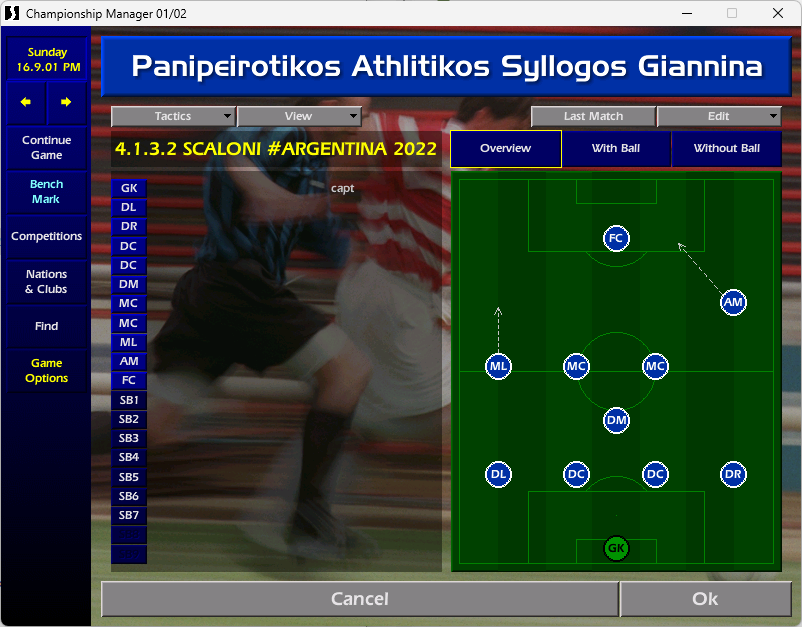 Championship Manager 01/02
Sunday
16.9.01 PM
Continue
Game
Bench
Mark
Competitions
Nations
& Clubs
Find
Game
Options
Panipeirotikos Athlitikos Syllogos Giannina
Tactics
View
Last Match
Edit
4.1.3.2 SCALONI #ARGENTINA 2022
Overview
With Ball
Without Ball
GK capt
DL
DR
DC
DC
DM
MC
MC
ML
AM
FC
SB1
SB2
SB3
SB4
SB5
SB6
SB7
FC
AM
ML MC MC
DM
DL DC DC DR
GK
Cancel
Ok